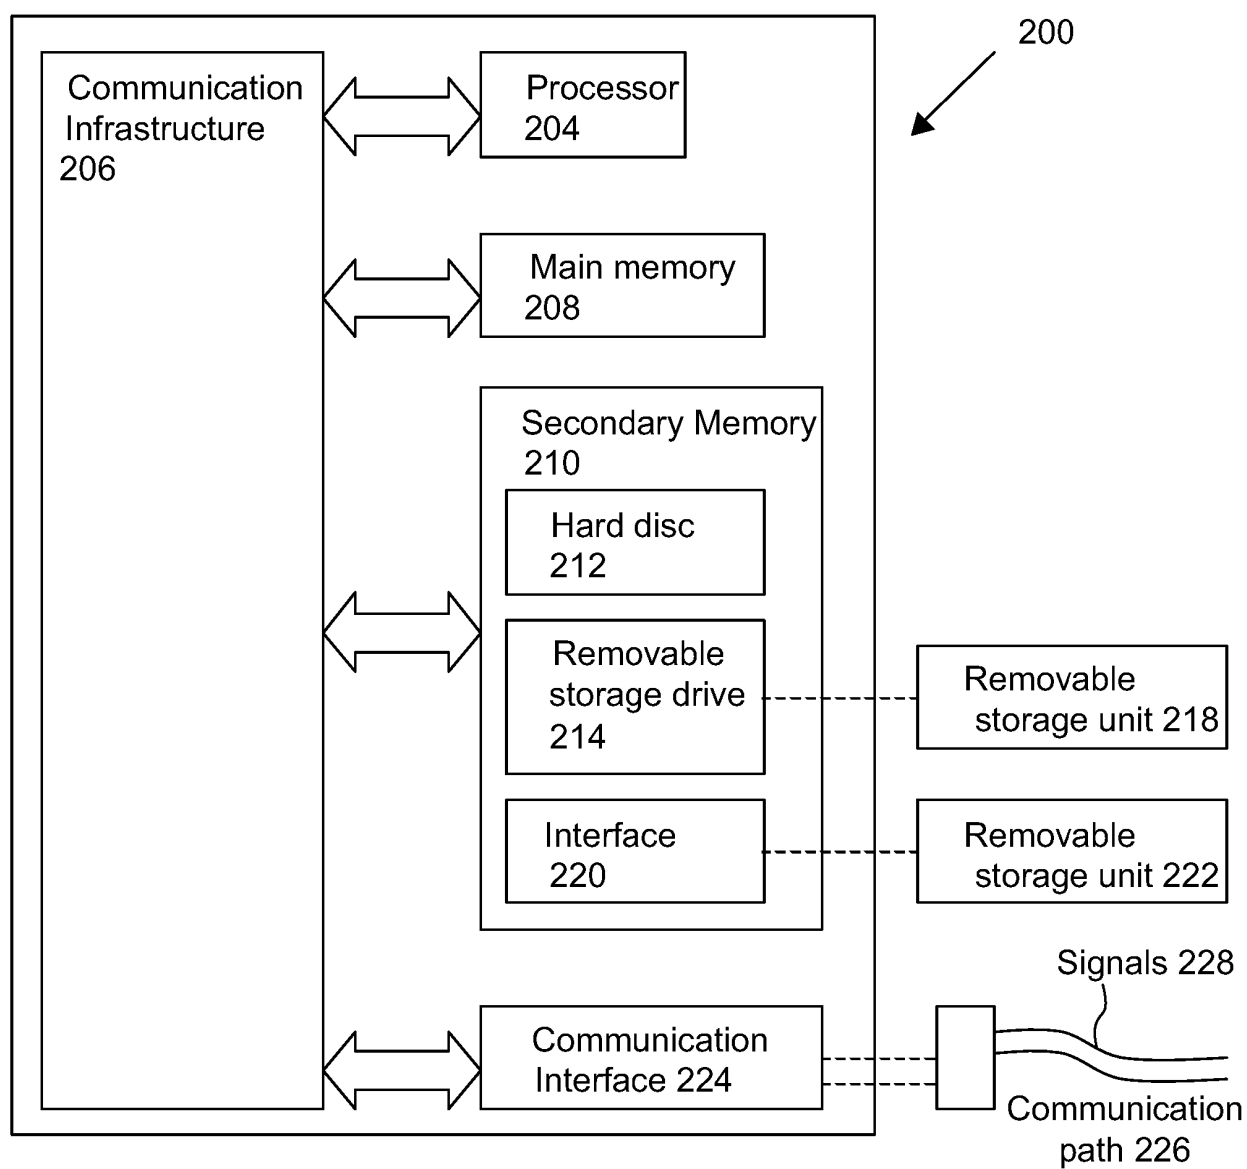 200
Communication
Infrastructure
206
Processor
204
Main memory
208
Secondary Memory
210
Hard disc
212
Removable
storage drive
214
Removable
storage unit 218
Interface
220
Removable
storage unit 222
Signals 228
Communication
Interface 224
Communication
path 226